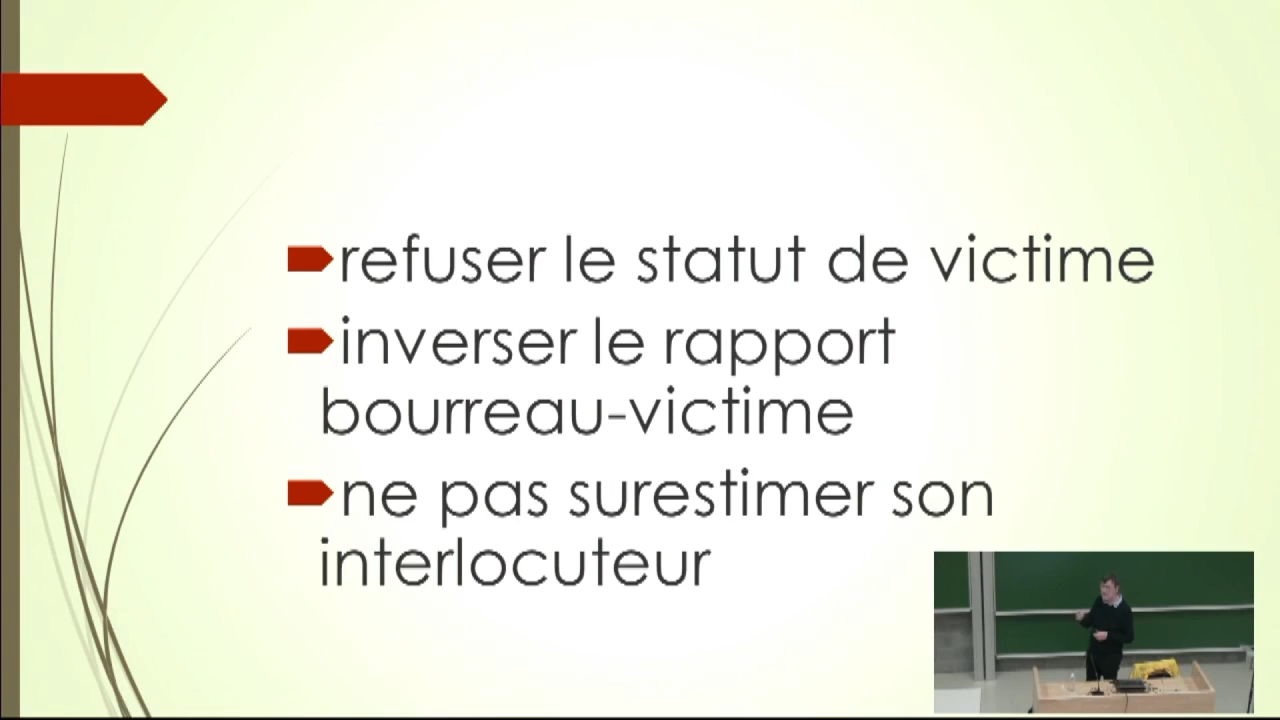 refuser le statut de victime
inverser le rapport
bourreau-victime
ne pas surestimer son
interlocuteur